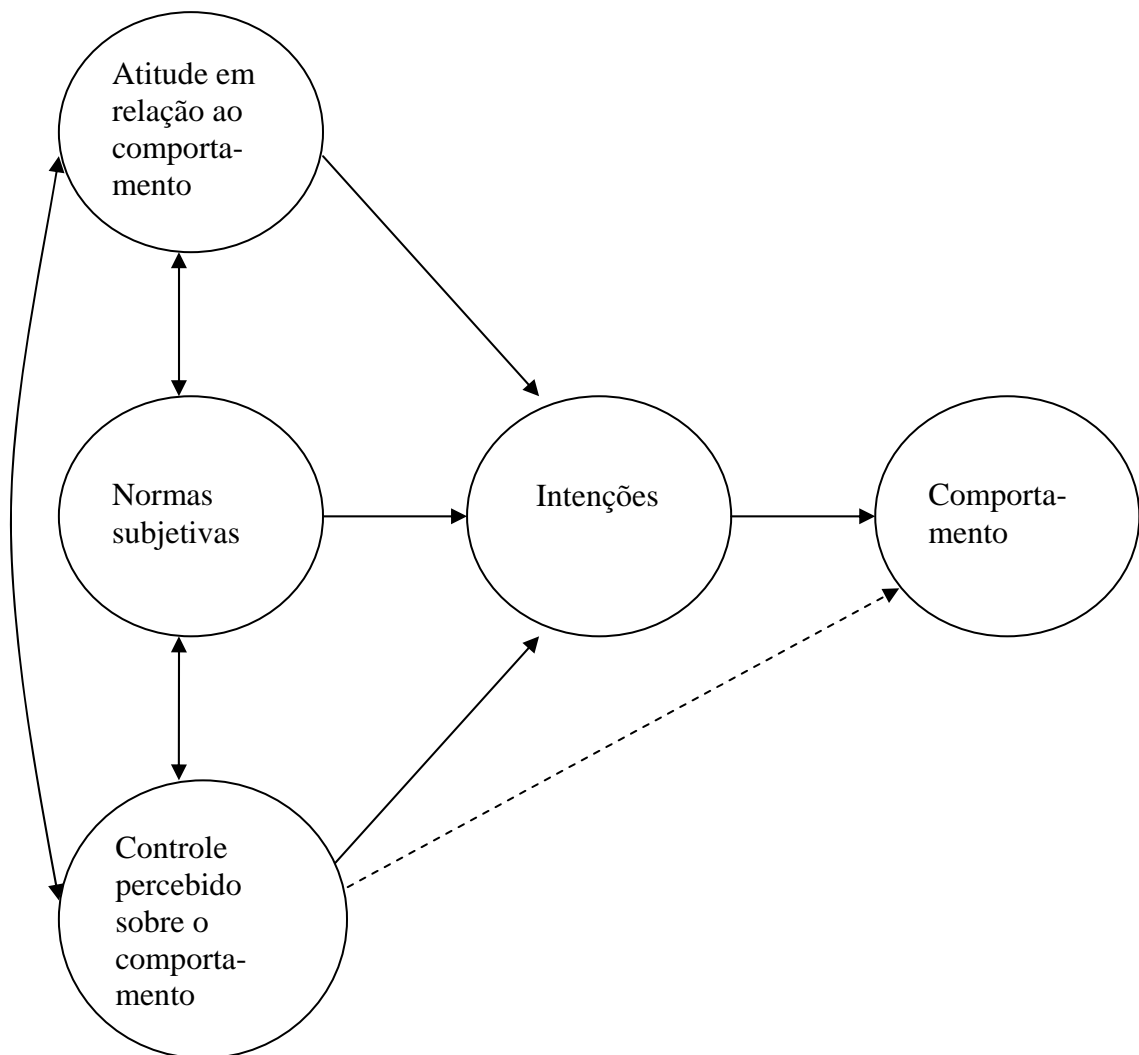 Atitude em
relação ao
comporta-
mento
Normas
subjetivas
Intenções
Comporta-
mento
Controle
percebido
sobre o
comporta-
mento